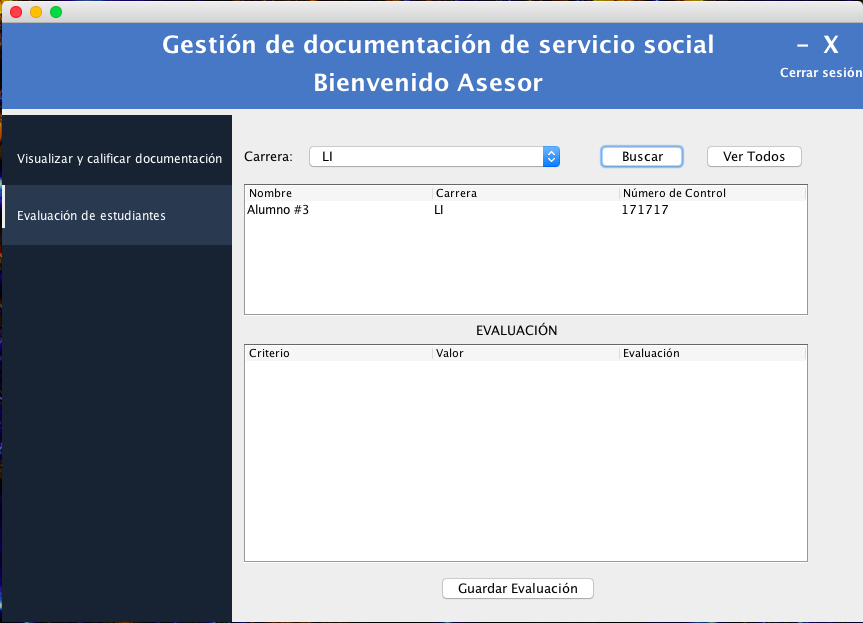 Gestión de documentación de servicio social
– X
Bienvenido Asesor
Cerrar sesión
Visualizar y calificar documentación
Evaluación de estudiantes
Carrera: LI Buscar Ver Todos
Nombre Carrera Número de Control
Alumno #3 LI 171717
EVALUACIÓN
Criterio Valor Evaluación
Guardar Evaluación